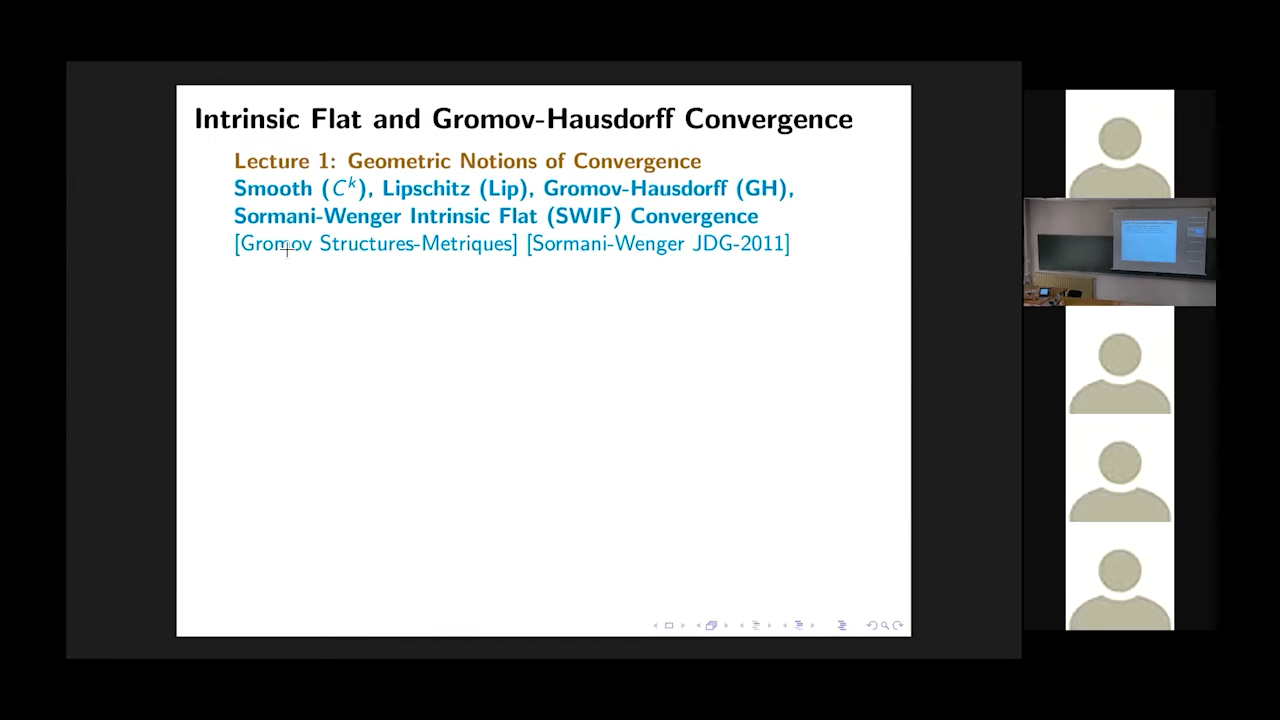 Intrinsic Flat and Gromov-Hausdorff Convergence
Lecture 1: Geometric Notions of Convergence
Smooth (C^k), Lipschitz (Lip), Gromov-Hausdorff (GH),
Sormani-Wenger Intrinsic Flat (SWIF) Convergence
[Gromov Structures-Metriques] [Sormani-Wenger JDG-2011]